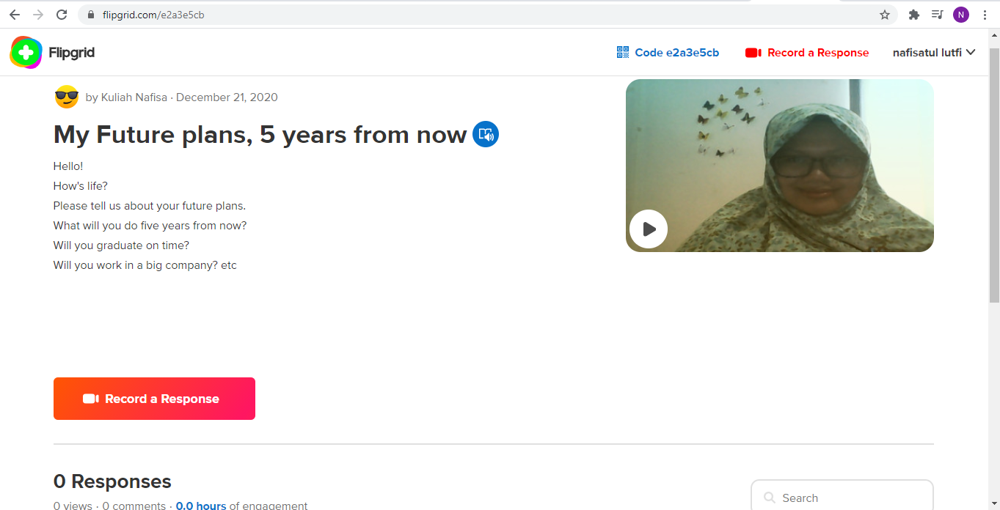 flipgrid.com/e2a3e5cb
N
Flipgrid
Code e2a3e5cb
Record a Response
nafisatul lutfi
by Kuliah Nafisa · December 21, 2020
My Future plans, 5 years from now
Hello!
How's life?
Please tell us about your future plans.
What will you do five years from now?
Will you graduate on time?
Will you work in a big company? etc
Record a Response
0 Responses
Search
0 views · 0 comments · 0.0 hours of engagement